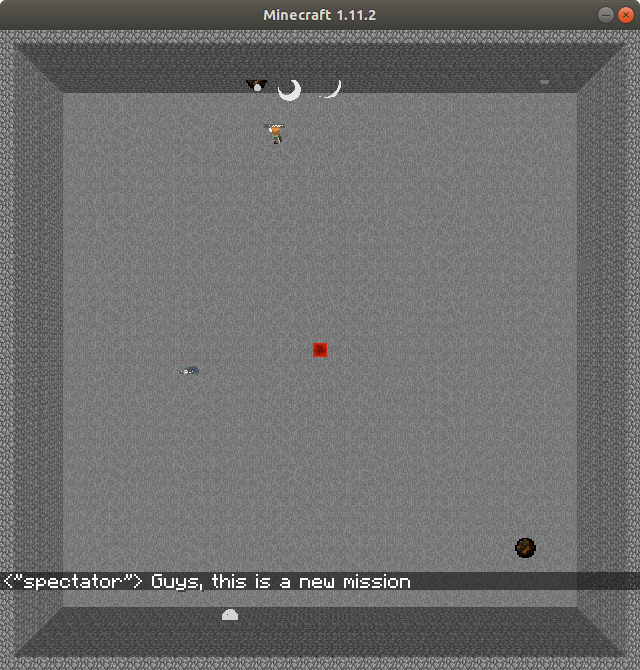 Minecraft 1.11.2
<"spectator"> Guys, this is a new mission